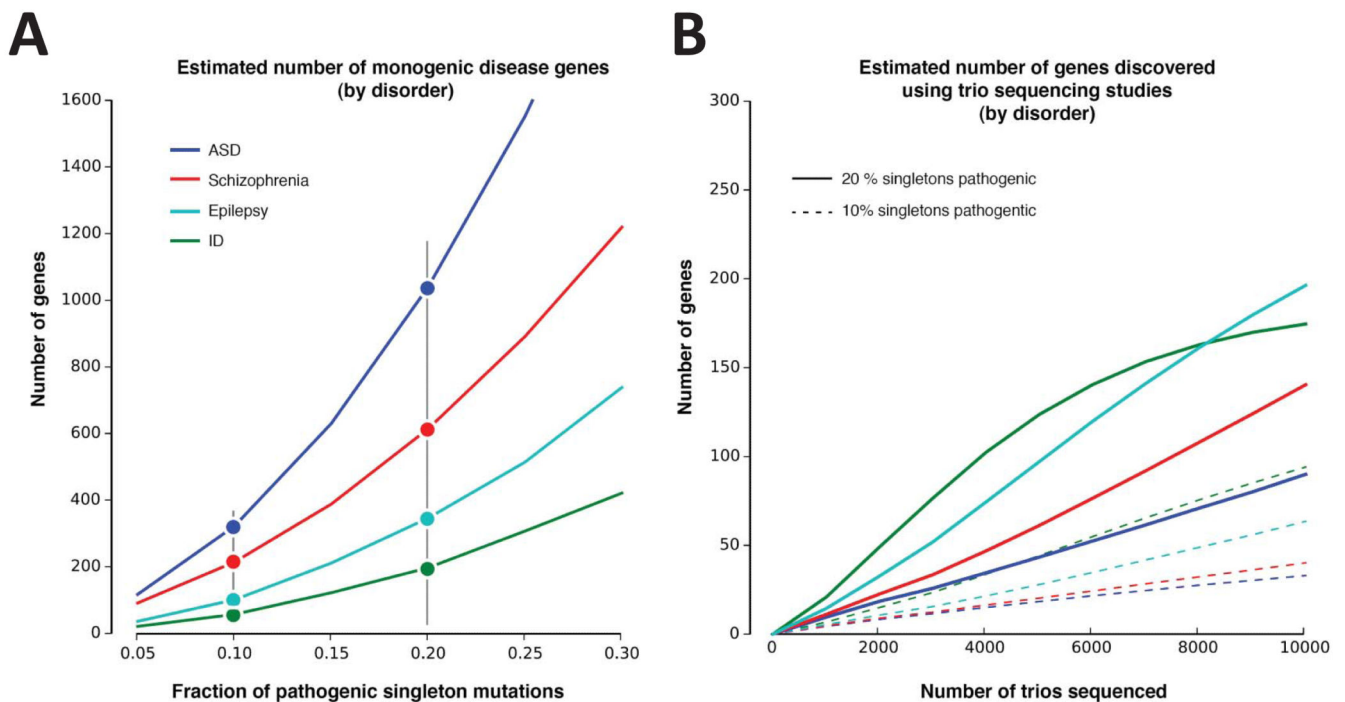 A
Estimated number of monogenic disease genes
(by disorder)
1600
1400
1200
1000
800
600
400
200
0
Number of genes
ASD
Schizophrenia
Epilepsy
ID
0.05 0.10 0.15 0.20 0.25 0.30
Fraction of pathogenic singleton mutations
B
Estimated number of genes discovered
using trio sequencing studies
(by disorder)
300
250
200
150
100
50
0
Number of genes
20 % singletons pathogenic
10% singletons pathogentic
0 2000 4000 6000 8000 10000
Number of trios sequenced